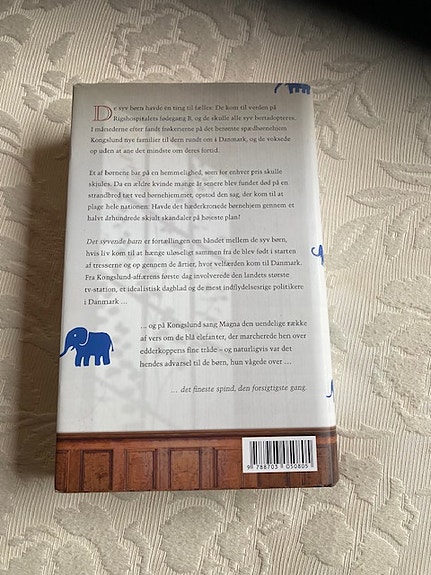 De syv børn havde én ting til fælles: De kom til verden på
Rigshospitalets fødegang B, og de skulle alle syv bortadopteres.
I månederne efter fandt frøkenerne på det berømte spædbørnehjem
Kongslund nye familier til dem rundt om i Danmark, og de voksede
op uden at ane det mindste om deres fortid.
Et af børnene bar på en hemmelighed, som for enhver pris skulle
skjules. Da en ældre kvinde mange år senere blev fundet død på en
strandbred tæt ved børnehjemmet, opstod den sag, der kom til at
plage hele nationen. Havde det hæderkronede børnehjem gennem et
halvt århundrede skjult skandaler på højeste plan?
Det syvende barn er fortællingen om båndet mellem de syv børn,
hvis liv kom til at hænge uløseligt sammen fra de blev født i starten
af tresserne og op gennem de årtier, hvor velfærden kom til Danmark.
Fra Kongslund-affærens første dag involverede den landets største
tv-station, et idealistisk dagblad og de mest indflydelsesrige politikere
i Danmark ...
... og på Kongslund sang Magna den uendelige række
af vers om de blå elefanter, der marcherede hen over
edderkoppens fine tråde – og naturligvis var det
hendes advarsel til de børn, hun vågede over ...
... det fineste spind, den forsigtigste gang.
9 788703 050805